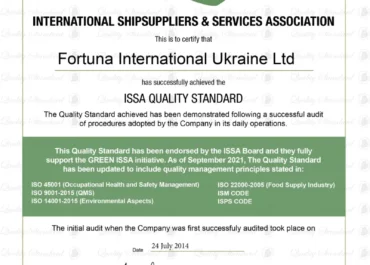 INTERNATIONAL SHIPSUPPLIERS & SERVICES ASSOCIATION
This is to certify that
Fortuna International Ukraine Ltd
has successfully achieved the
ISSA QUALITY STANDARD
The Quality Standard achieved has been demonstrated following a successful audit
of procedures adopted by the Company in its daily operations.
This Quality Standard has been endorsed by the ISSA Board and they fully
support the GREEN ISSA initiative. As of September 2021, The Quality Standard
has been updated to include quality management principles stated in:
ISO 45001 (Occupational Health and Safety Management)
ISO 9001-2015 (QMS)
ISO 14001-2015 (Environmental Aspects)
ISO 22000-2005 (Food Supply Industry)
ISM CODE
ISPS CODE
The initial audit when the Company was first successfully audited took place on
Date 24 July 2014